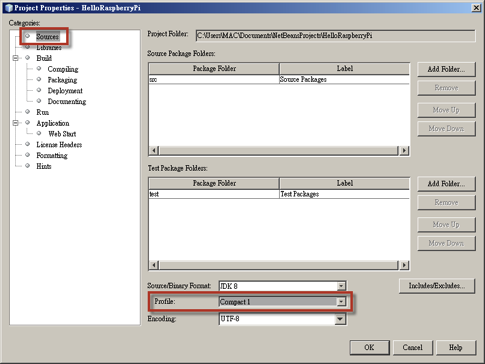 Project Properties - HelloRaspberryPi
Categories:
Sources
Libraries
Build
Compiling
Packaging
Deployment
Documenting
Run
Application
Web Start
License Headers
Formatting
Hints
Project Folder: C:\Users\MAC\Documents\NetBeansProjects\HelloRaspberryPi
Source Package Folders:
Package Folder Label
src Source Packages
Add Folder...
Remove
Move Up
Move Down
Test Package Folders:
Package Folder Label
test Test Packages
Add Folder...
Remove
Move Up
Move Down
Source/Binary Format: JDK 8
Includes/Excludes...
Profile: Compact 1
Encoding: UTF-8
OK Cancel Help